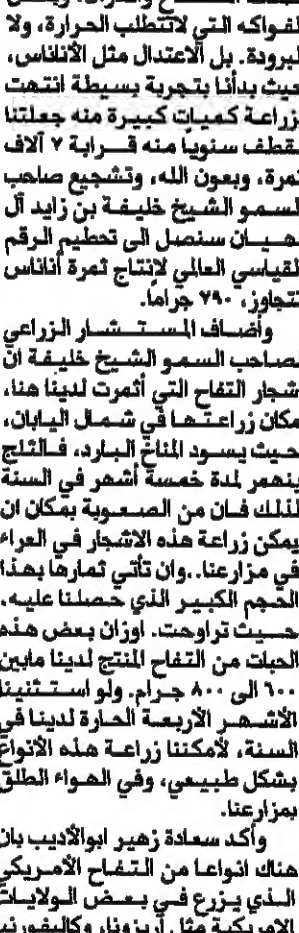 لفواكه التي لاتتطلب الحرارة، ولا
لبرودة. بل الاعتدال مثل الأناناس،
حيث بدأنا بتجربة بسيطة انتهت
زراعة كميات كبيرة منه جعلتنا
نقطف سنوياً منه قرابة ٧ آلاف
ثمرة، وبعون الله، وتشجيع صاحب
لسمو الشيخ خليفة بن زايد آل
نهيان سنصل الى تحطيم الرقم
لقياسي العالمي لانتاج ثمرة أناناس
تتجاوز، ٧٩٠ جراماً.
وأضاف المستشار الزراعي
لصاحب السمو الشيخ خليفة ان
شجار التفاح التي أثمرت لدينا هنا،
مكان زراعتها في شمال اليابان،
حيث يسود المناخ البارد، فالثلج
ينهمر لمدة خمسة أشهر في السنة
لذلك فان من الصعوبة بمكان ان
يمكن زراعة هذه الاشجار في العراء
في مزارعنا.. وان تأتي ثمارها بهذا
الحجم الكبير الذي حصلنا عليه.
حيث تراوحت. اوزان بعض هذه
الحبات من التفاح المنتج لدينا مابين
٦٠٠ الى ٨٠٠ جرام. ولو استثنينا
الأشهر الأربعة الحارة لدينا في
السنة، لأمكننا زراعة هذه الأنواع
بشكل طبيعي، وفي الهواء الطلق
بمزارعنا.
وأكد سعادة زهير ابوالأديب بان
هناك انواعا من التفاح الأمريكي
الذي يزرع في بعض الولايات
الامريكية مثل أريزونا، وكاليفورني